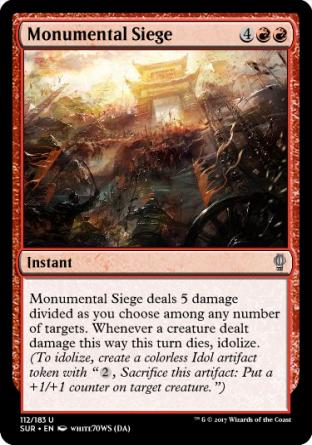 Monumental Siege 4
Instant
Monumental Siege deals 5 damage
divided as you choose among any number
of targets. Whenever a creature dealt
damage this way this turn dies, idolize.
(To idolize, create a colorless Idol artifact
token with “2, Sacrifice this artifact: Put a
+1/+1 counter on target creature.”)
112/183 U
SUR • EN WHITE70WS (DA)
™ & © 2017 Wizards of the Coast